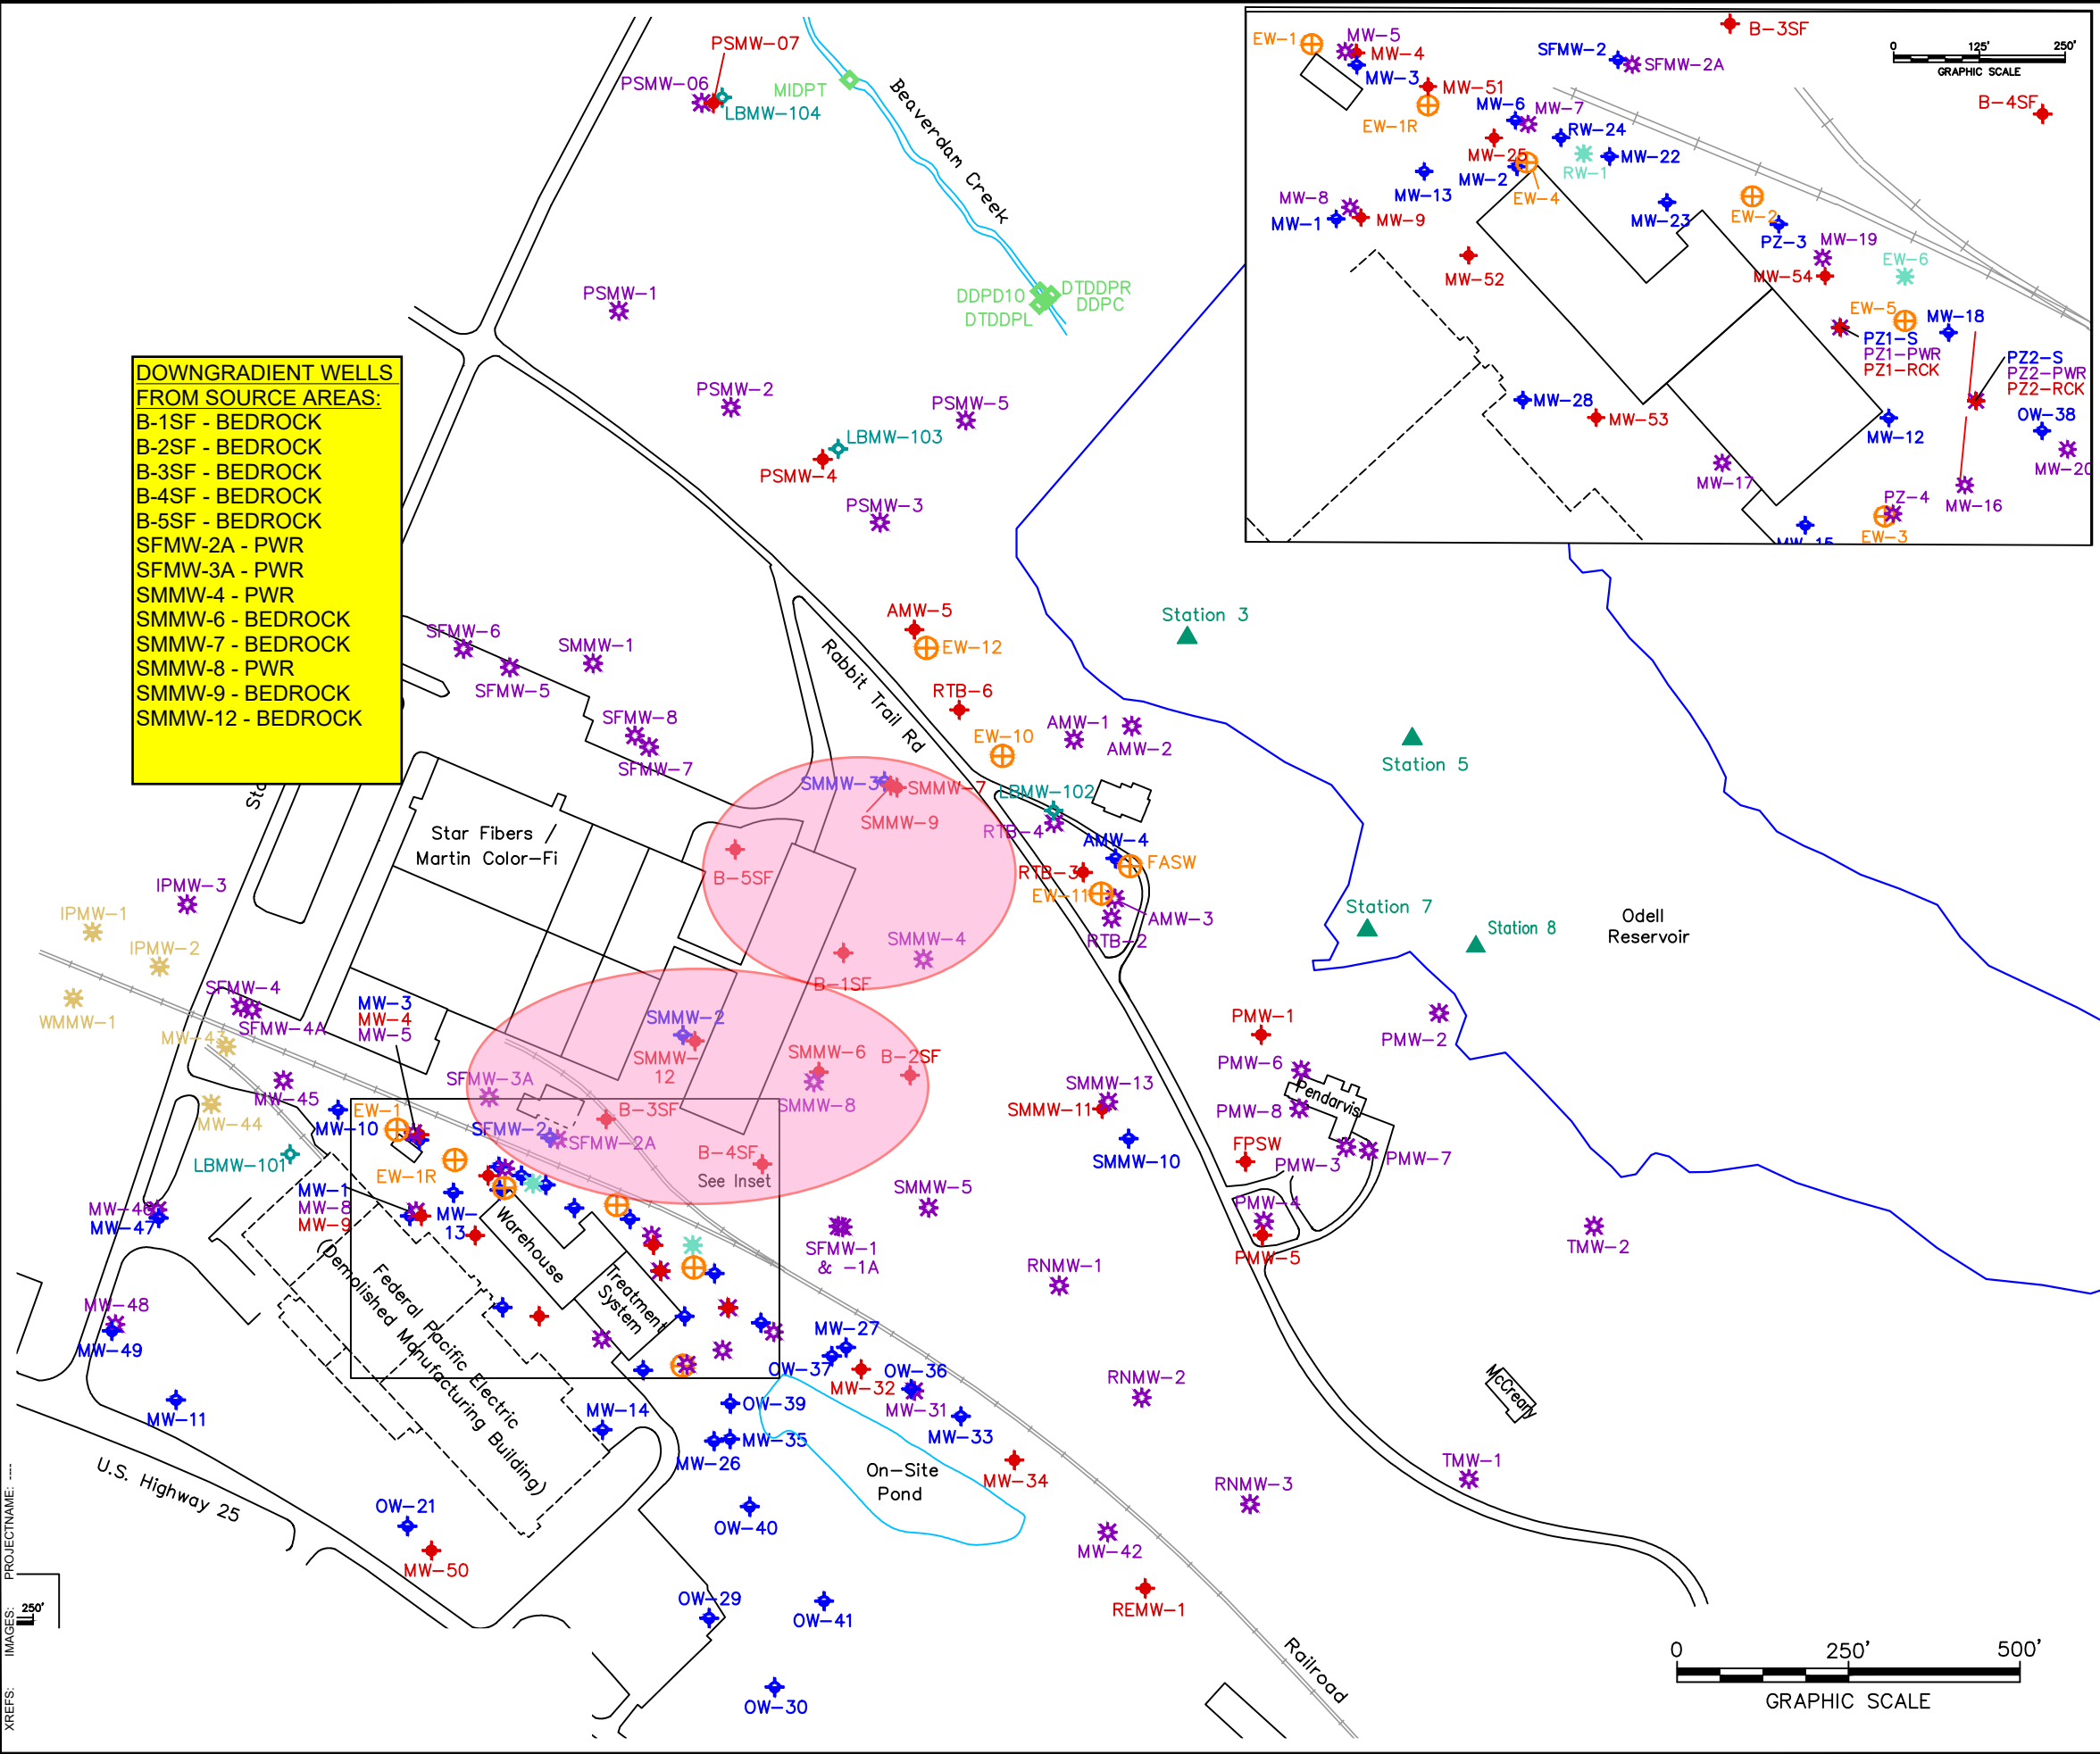 DOWNGRADIENT WELLS
FROM SOURCE AREAS:
B-1SF - BEDROCK
B-2SF - BEDROCK
B-3SF - BEDROCK
B-4SF - BEDROCK
B-5SF - BEDROCK
SFMW-2A - PWR
SFMW-3A - PWR
SMMW-4 - PWR
SMMW-6 - BEDROCK
SMMW-7 - BEDROCK
SMMW-8 - PWR
SMMW-9 - BEDROCK
SMMW-12 - BEDROCK
PSMW-07
PSMW-06
LBMW-104
MIDPT
Beaverdam Creek
DDPD10
DTDDPR
DDPC
DTDDPL
PSMW-1
PSMW-2
PSMW-5
LBMW-103
PSMW-4
PSMW-3
EW-1
MW-5
MW-4
MW-3
MW-51
EW-1R
SFMW-2
SFMW-2A
B-3SF
0
125'
250'
GRAPHIC SCALE
B-4SF
MW-6
MW-7
RW-24
MW-25
MW-22
RW-1
MW-2
EW-4
MW-13
MW-8
MW-1
MW-9
MW-23
EW-2
PZ-3
MW-52
MW-19
MW-54
EW-6
EW-5
MW-18
PZ1-S
PZ1-PWR
PZ1-RCK
PZ2-S
PZ2-PWR
PZ2-RCK
OW-38
MW-28
MW-53
MW-12
MW-20
MW-17
MW-16
PZ-4
EW-3
MW-15
SFMW-6
SFMW-5
SMMW-1
SFMW-8
SFMW-7
AMW-5
EW-12
Rabbit Trail Rd
RTB-6
EW-10
AMW-1
AMW-2
Station 3
Station 5
Station 7
Station 8
Odell
Reservoir
SMMW-3
SMMW-7
SMMW-9
LBMW-102
RTB-4
AMW-4
FASW
RTB-3
EW-11
AMW-3
RTB-2
Star Fibers /
Martin Color-Fi
B-5SF
SMMW-4
B-1SF
IPMW-3
IPMW-1
IPMW-2
WMMW-1
SFMW-4
SFMW-4A
MW-43
MW-3
MW-4
MW-5
SMMW-2
SMMW-
12
SMMW-6
B-2SF
SMMW-8
SFMW-3A
B-3SF
SFMW-2
SFMW-2A
B-4SF
See Inset
MW-45
MW-44
MW-10
EW-1
LBMW-101
EW-1R
MW-1
MW-8
MW-9
MW-
13
MW-46
MW-47
MW-48
MW-49
MW-11
Warehouse
Treatment
System
Federal Pacific Electric
(Demolished Manufacturing Building)
SMMW-5
SFMW-1
& -1A
SMMW-13
SMMW-11
SMMW-10
PMW-1
PMW-2
PMW-6
Pendarvis
PMW-8
FPSW
PMW-3
PMW-7
PMW-4
PMW-5
TMW-2
RNMW-1
RNMW-2
RNMW-3
TMW-1
McCreary
MW-27
OW-37
MW-32
OW-36
MW-31
MW-33
MW-34
OW-39
MW-35
MW-26
MW-14
On-Site
Pond
OW-40
OW-21
MW-50
U.S. Highway 25
OW-29
OW-41
OW-30
MW-42
REMW-1
Railroad
0
250'
500'
GRAPHIC SCALE
250'
XREFS:
IMAGES:
PROJECTNAME: ----